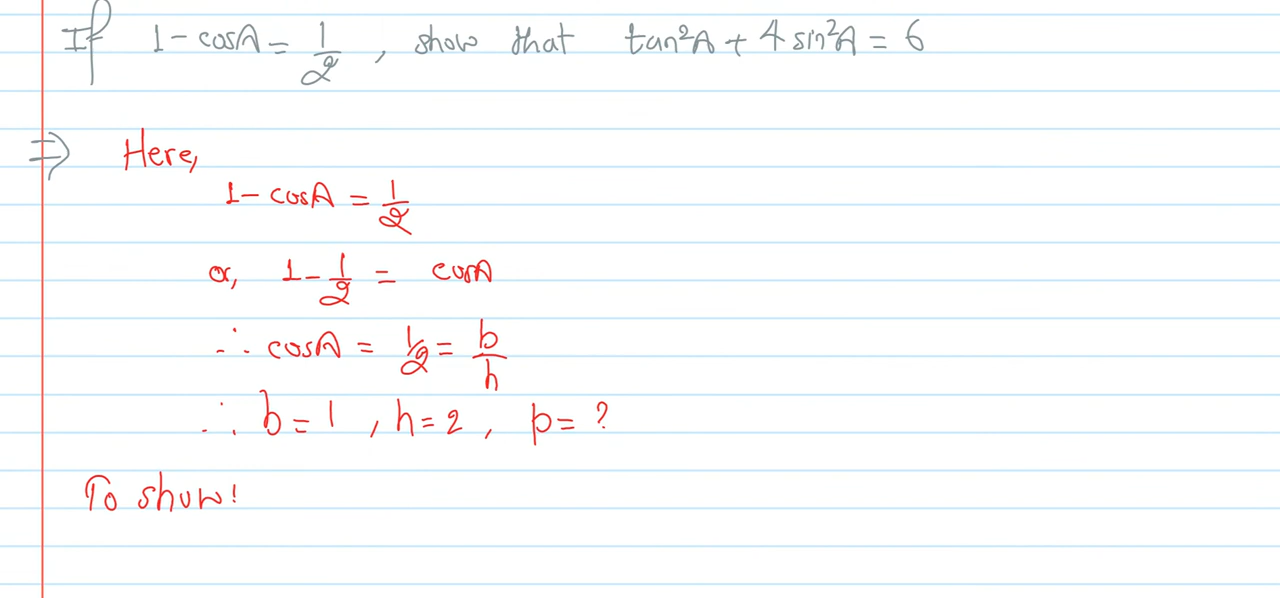 If 1 - cosA = 1/2, show that tan²A + 4 sin²A = 6
⇒ Here,
1 - cosA = 1/2
or, 1 - 1/2 = cosA
∴ cosA = 1/2 = b/h
∴ b = 1, h = 2, p = ?
To show!